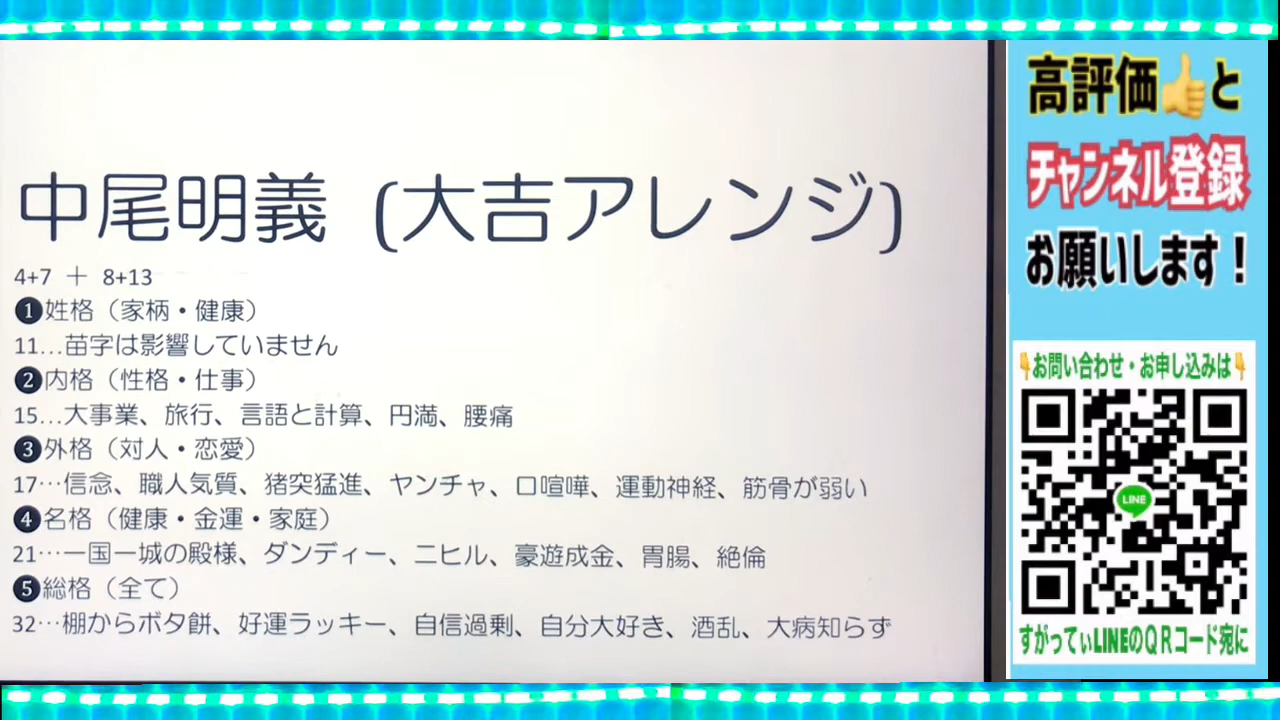 中尾明義 (大吉アレンジ)
4+7 ＋ 8+13
❶姓格（家柄・健康）
11…苗字は影響していません
❷内格（性格・仕事）
15…大事業、旅行、言語と計算、円満、腰痛
❸外格（対人・恋愛）
17…信念、職人気質、猪突猛進、ヤンチャ、口喧嘩、運動神経、筋骨が弱い
❹名格（健康・金運・家庭）
21…一国一城の殿様、ダンディー、ニヒル、豪遊成金、胃腸、絶倫
❺総格（全て）
32…棚からボタ餅、好運ラッキー、自信過剰、自分大好き、酒乱、大病知らず
高評価👍と
チャンネル登録
お願いします！
👇お問い合わせ・お申し込みは👇
LINE
すがってぃLINEのＱＲコード宛に